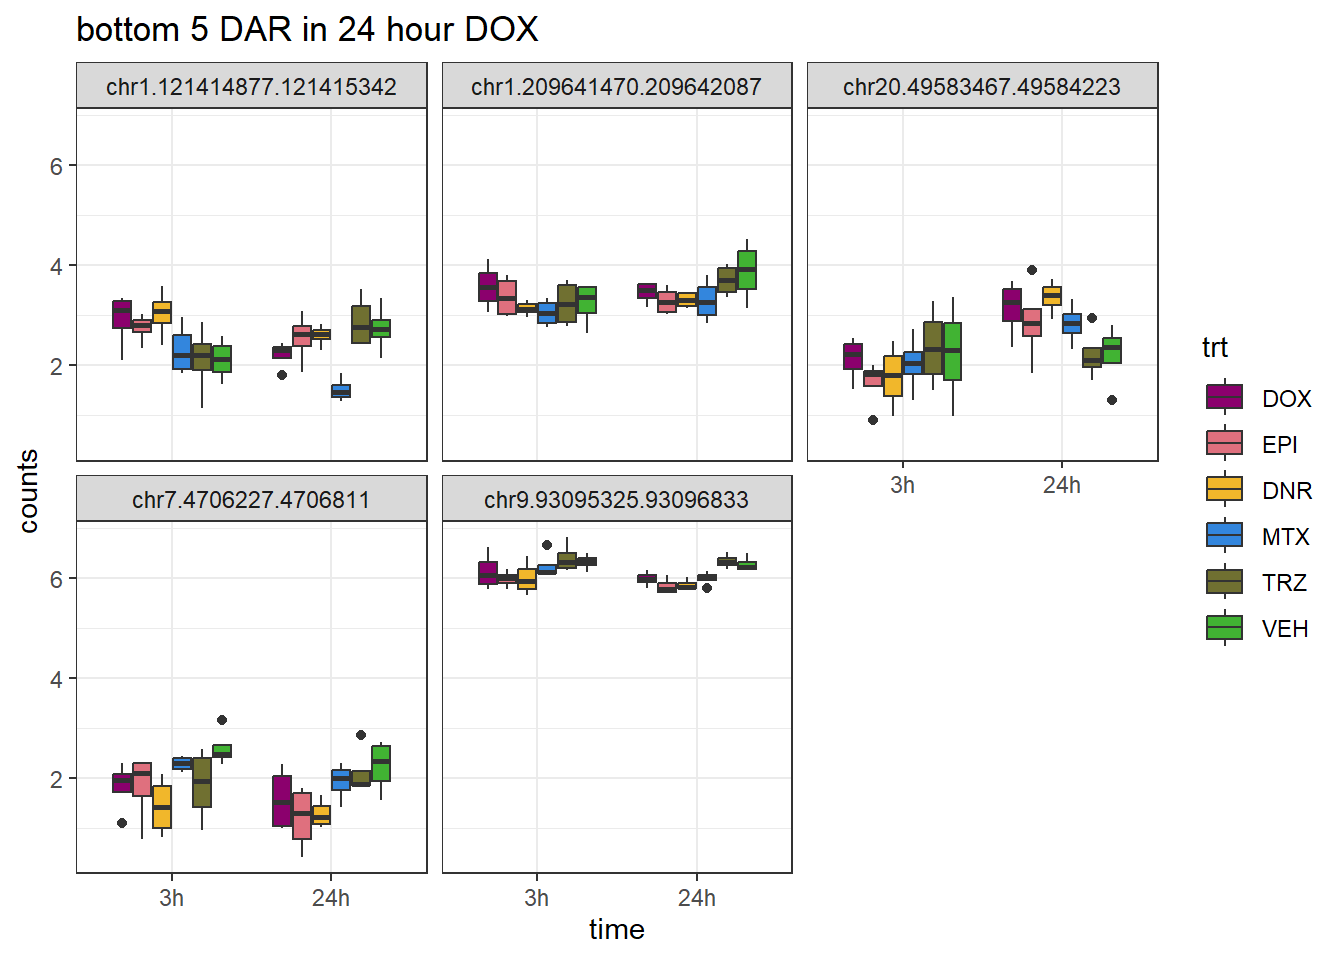 bottom 5 DAR in 24 hour DOX
chr1.121414877.121415342
chr1.209641470.209642087
chr20.49583467.49584223
6
4
2
3h
24h
chr7.4706227.4706811
chr9.93095325.93096833
6
4
2
3h
24h
3h
24h
counts
time
trt
DOX
EPI
DNR
MTX
TRZ
VEH